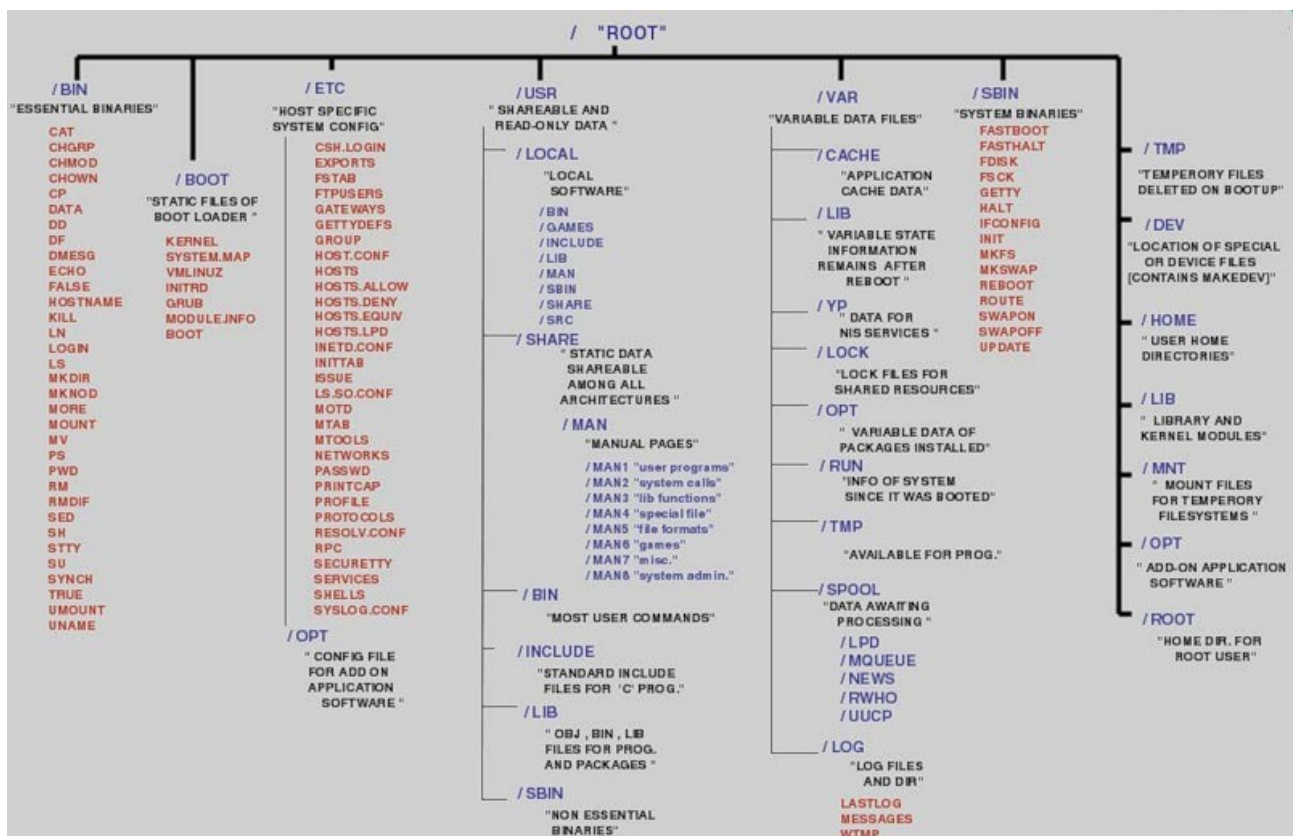 / "ROOT"
/BIN
"ESSENTIAL BINARIES"
CAT
CHGRP
CHMOD
CHOWN
CP
DATA
DD
DF
DMESG
ECHO
FALSE
HOSTNAME
KILL
LN
LOGIN
LS
MKDIR
MKNOD
MORE
MOUNT
MV
PS
PWD
RM
RMDIF
SED
SH
STTY
SU
SYNCH
TRUE
UMOUNT
UNAME
/BOOT
"STATIC FILES OF
BOOT LOADER "
KERNEL
SYSTEM.MAP
VMLINUZ
INITRD
GRUB
MODULE.INFO
BOOT
/ ETC
"HOST SPECIFIC
SYSTEM CONFIG"
CSH.LOGIN
EXPORTS
FSTAB
FTPUSERS
GATEWAYS
GETTYDEFS
GROUP
HOST.CONF
HOSTS
HOSTS.ALLOW
HOSTS.DENY
HOSTS.EQUIV
HOSTS.LPD
INETD.CONF
INITTAB
ISSUE
LS.SO.CONF
MOTD
MTAB
MTOOLS
NETWORKS
PASSWD
PRINTCAP
PROFILE
PROTOCOLS
RESOLV.CONF
RPC
SECURETTY
SERVICES
SHELLS
SYSLOG.CONF
/OPT
" CONFIG FILE
FOR ADD ON
APPLICATION
SOFTWARE "
/USR
" SHAREABLE AND
READ-ONLY DATA "
/LOCAL
"LOCAL
SOFTWARE"
/BIN
/GAMES
/INCLUDE
/LIB
/MAN
/SBIN
/SHARE
/SRC
/SHARE
" STATIC DATA
SHAREABLE
AMONG ALL
ARCHITECTURES "
/MAN
"MANUAL PAGES"
/MAN1 "user programs"
/MAN2 "system calls"
/MAN3 "lib functions"
/MAN4 "special file"
/MAN5 "file formats"
/MAN6 "games"
/MAN7 "misc."
/MAN8 "system admin."
/BIN
"MOST USER COMMANDS"
/INCLUDE
"STANDARD INCLUDE
FILES FOR 'C' PROG."
/LIB
" OBJ , BIN , LIB
FILES FOR PROG.
AND PACKAGES "
/SBIN
"NON ESSENTIAL
BINARIES"
/VAR
"VARIABLE DATA FILES"
/CACHE
"APPLICATION
CACHE DATA"
/LIB
" VARIABLE STATE
INFORMATION
REMAINS AFTER
REBOOT "
/YP
" DATA FOR
NIS SERVICES "
/LOCK
"LOCK FILES FOR
SHARED RESOURCES"
/OPT
" VARIABLE DATA OF
PACKAGES INSTALLED"
/RUN
"INFO OF SYSTEM
SINCE IT WAS BOOTED"
/TMP
"AVAILABLE FOR PROG."
/SPOOL
"DATA AWAITING
PROCESSING "
/LPD
/MQUEUE
/NEWS
/RWHO
/UUCP
/LOG
"LOG FILES
AND DIR"
LASTLOG
MESSAGES
WTMP
/SBIN
"SYSTEM BINARIES"
FASTBOOT
FASTHALT
FDISK
FSCK
GETTY
HALT
IFCONFIG
INIT
MKFS
MKSWAP
REBOOT
ROUTE
SWAPON
SWAPOFF
UPDATE
/TMP
"TEMPERORY FILES
DELETED ON BOOTUP"
/DEV
"LOCATION OF SPECIAL
OR DEVICE FILES
[CONTAINS MAKEDEV]"
/HOME
" USER HOME
DIRECTORIES"
/LIB
" LIBRARY AND
KERNEL MODULES"
/MNT
" MOUNT FILES
FOR TEMPERORY
FILESYSTEMS "
/OPT
" ADD-ON APPLICATION
SOFTWARE "
/ROOT
"HOME DIR. FOR
ROOT USER"